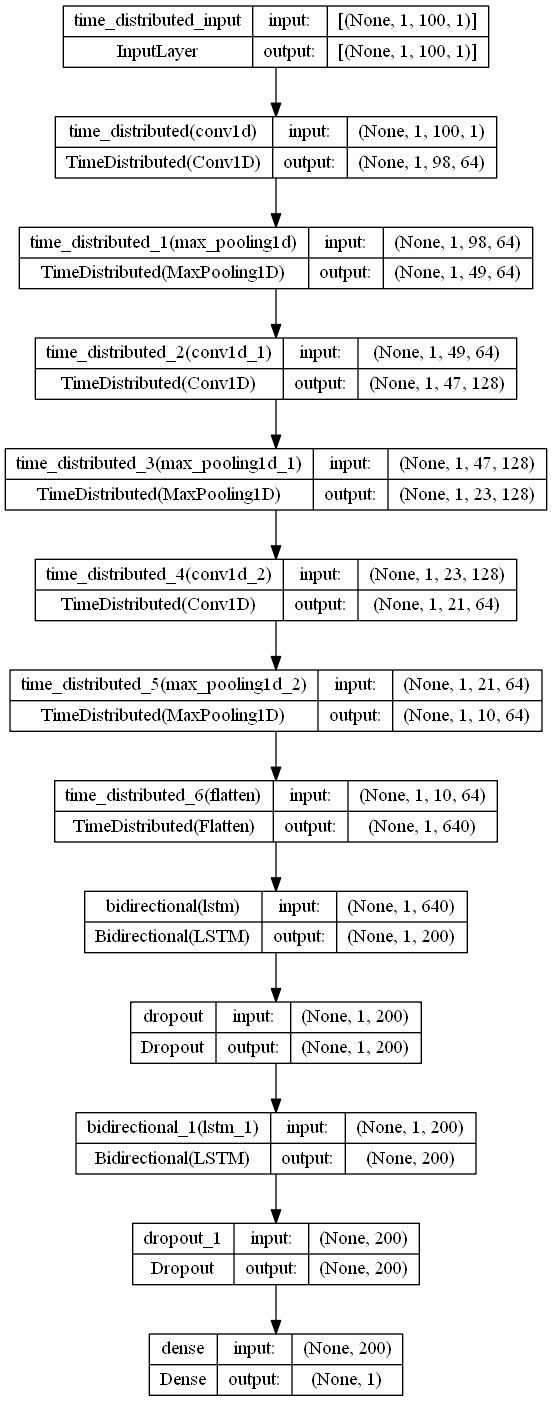 time_distributed_input input: [(None, 1, 100, 1)]
InputLayer output: [(None, 1, 100, 1)]
time_distributed(conv1d) input: (None, 1, 100, 1)
TimeDistributed(Conv1D) output: (None, 1, 98, 64)
time_distributed_1(max_pooling1d) input: (None, 1, 98, 64)
TimeDistributed(MaxPooling1D) output: (None, 1, 49, 64)
time_distributed_2(conv1d_1) input: (None, 1, 49, 64)
TimeDistributed(Conv1D) output: (None, 1, 47, 128)
time_distributed_3(max_pooling1d_1) input: (None, 1, 47, 128)
TimeDistributed(MaxPooling1D) output: (None, 1, 23, 128)
time_distributed_4(conv1d_2) input: (None, 1, 23, 128)
TimeDistributed(Conv1D) output: (None, 1, 21, 64)
time_distributed_5(max_pooling1d_2) input: (None, 1, 21, 64)
TimeDistributed(MaxPooling1D) output: (None, 1, 10, 64)
time_distributed_6(flatten) input: (None, 1, 10, 64)
TimeDistributed(Flatten) output: (None, 1, 640)
bidirectional(lstm) input: (None, 1, 640)
Bidirectional(LSTM) output: (None, 1, 200)
dropout input: (None, 1, 200)
Dropout output: (None, 1, 200)
bidirectional_1(lstm_1) input: (None, 1, 200)
Bidirectional(LSTM) output: (None, 200)
dropout_1 input: (None, 200)
Dropout output: (None, 200)
dense input: (None, 200)
Dense output: (None, 1)